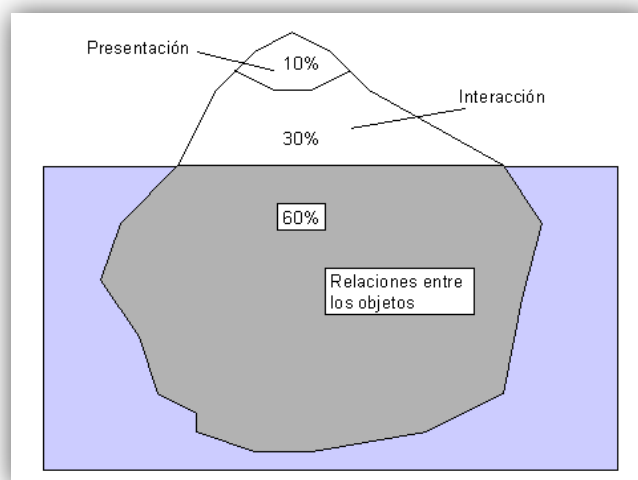 Presentación
10%
Interacción
30%
60%
Relaciones entre
los objetos